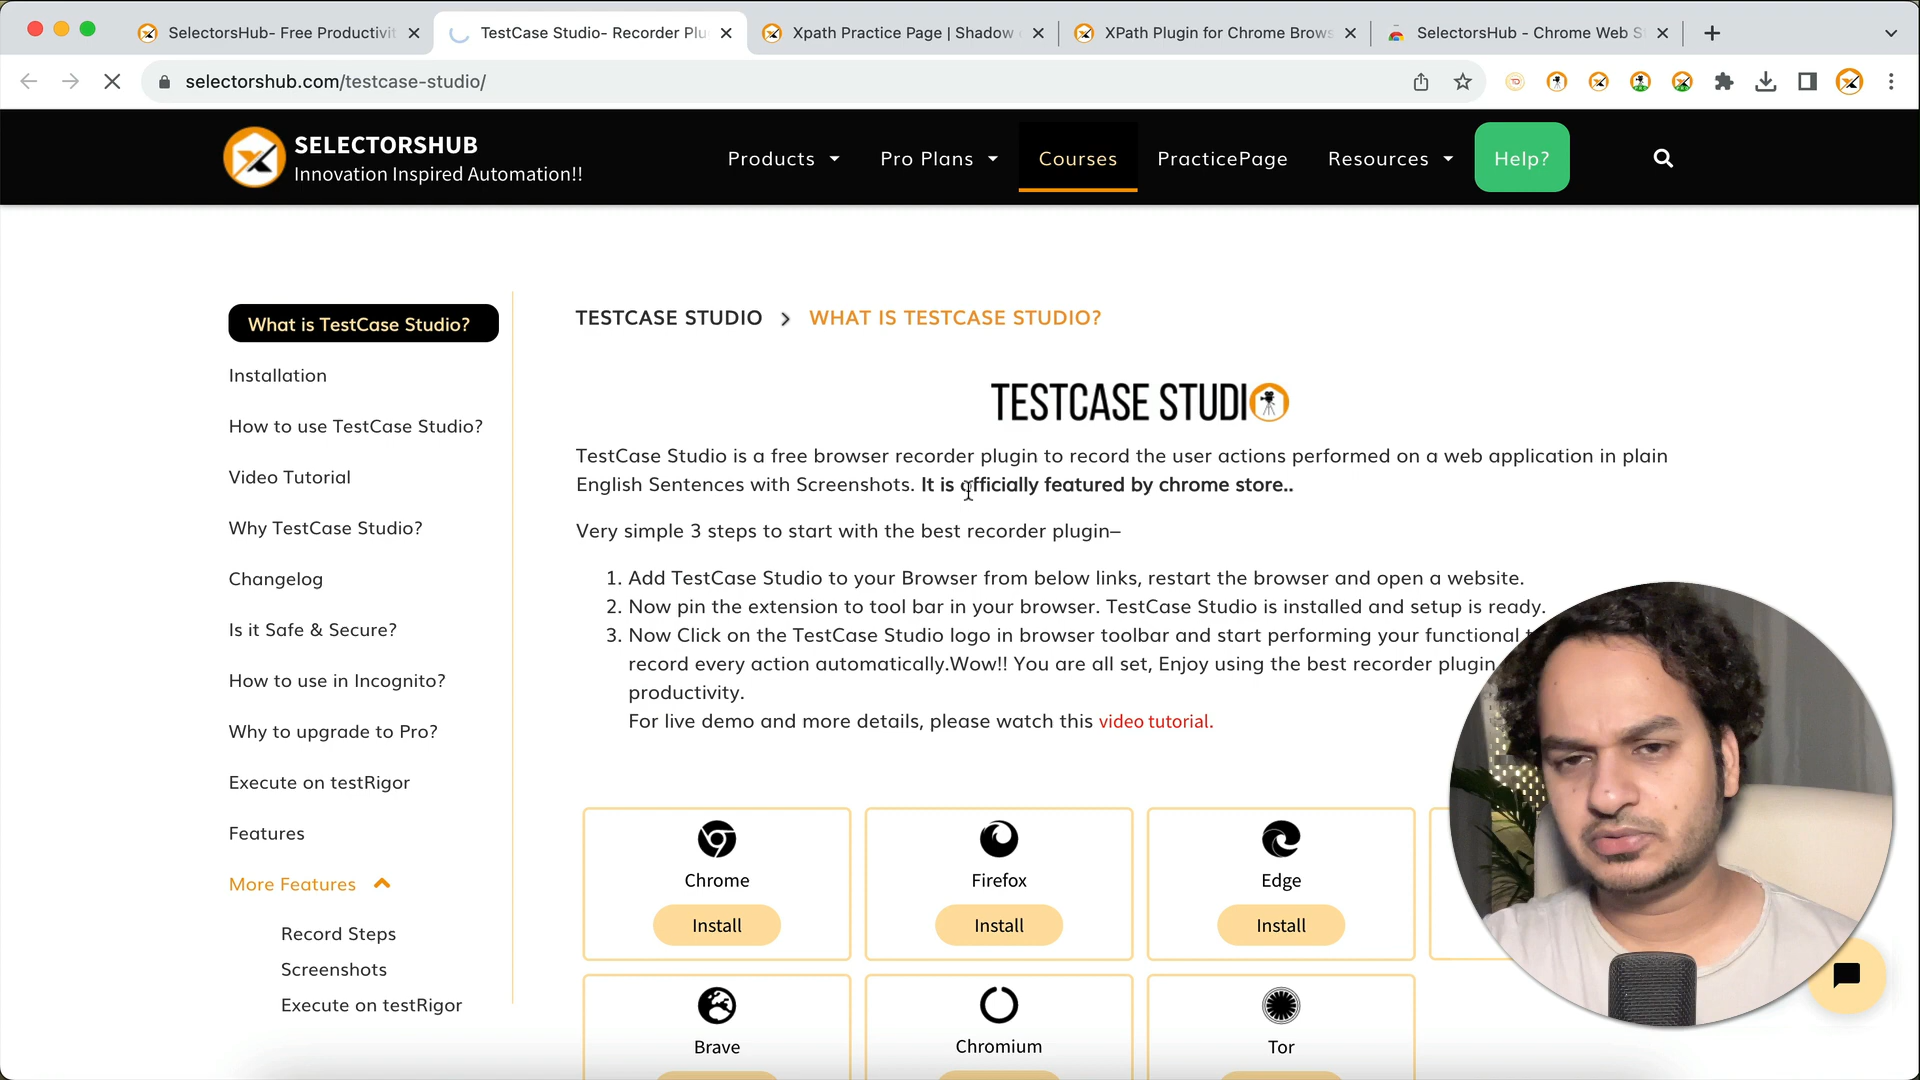 SelectorsHub- Free Productivit
TestCase Studio- Recorder Plu
Xpath Practice Page | Shadow
XPath Plugin for Chrome Brows
SelectorsHub - Chrome Web S
selectorshub.com/testcase-studio/
SELECTORSHUB
Innovation Inspired Automation!!
Products
Pro Plans
Courses
PracticePage
Resources
Help?
What is TestCase Studio?
Installation
How to use TestCase Studio?
Video Tutorial
Why TestCase Studio?
Changelog
Is it Safe & Secure?
How to use in Incognito?
Why to upgrade to Pro?
Execute on testRigor
Features
More Features
Record Steps
Screenshots
Execute on testRigor
TESTCASE STUDIO > WHAT IS TESTCASE STUDIO?
TESTCASE STUDIO
TestCase Studio is a free browser recorder plugin to record the user actions performed on a web application in plain
English Sentences with Screenshots. It is officially featured by chrome store..
Very simple 3 steps to start with the best recorder plugin–
1. Add TestCase Studio to your Browser from below links, restart the browser and open a website.
2. Now pin the extension to tool bar in your browser. TestCase Studio is installed and setup is ready.
3. Now Click on the TestCase Studio logo in browser toolbar and start performing your functional
record every action automatically.Wow!! You are all set, Enjoy using the best recorder plugin
productivity.
For live demo and more details, please watch this video tutorial.
Chrome
Install
Firefox
Install
Edge
Install
Brave
Chromium
Tor